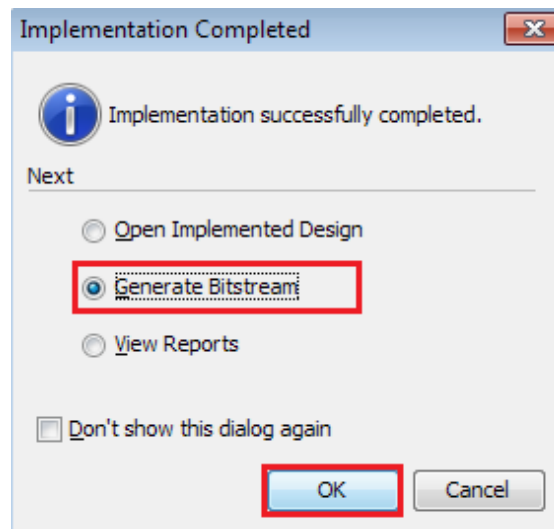 Implementation Completed
Implementation successfully completed.
Next
Open Implemented Design
Generate Bitstream
View Reports
Don't show this dialog again
OK Cancel